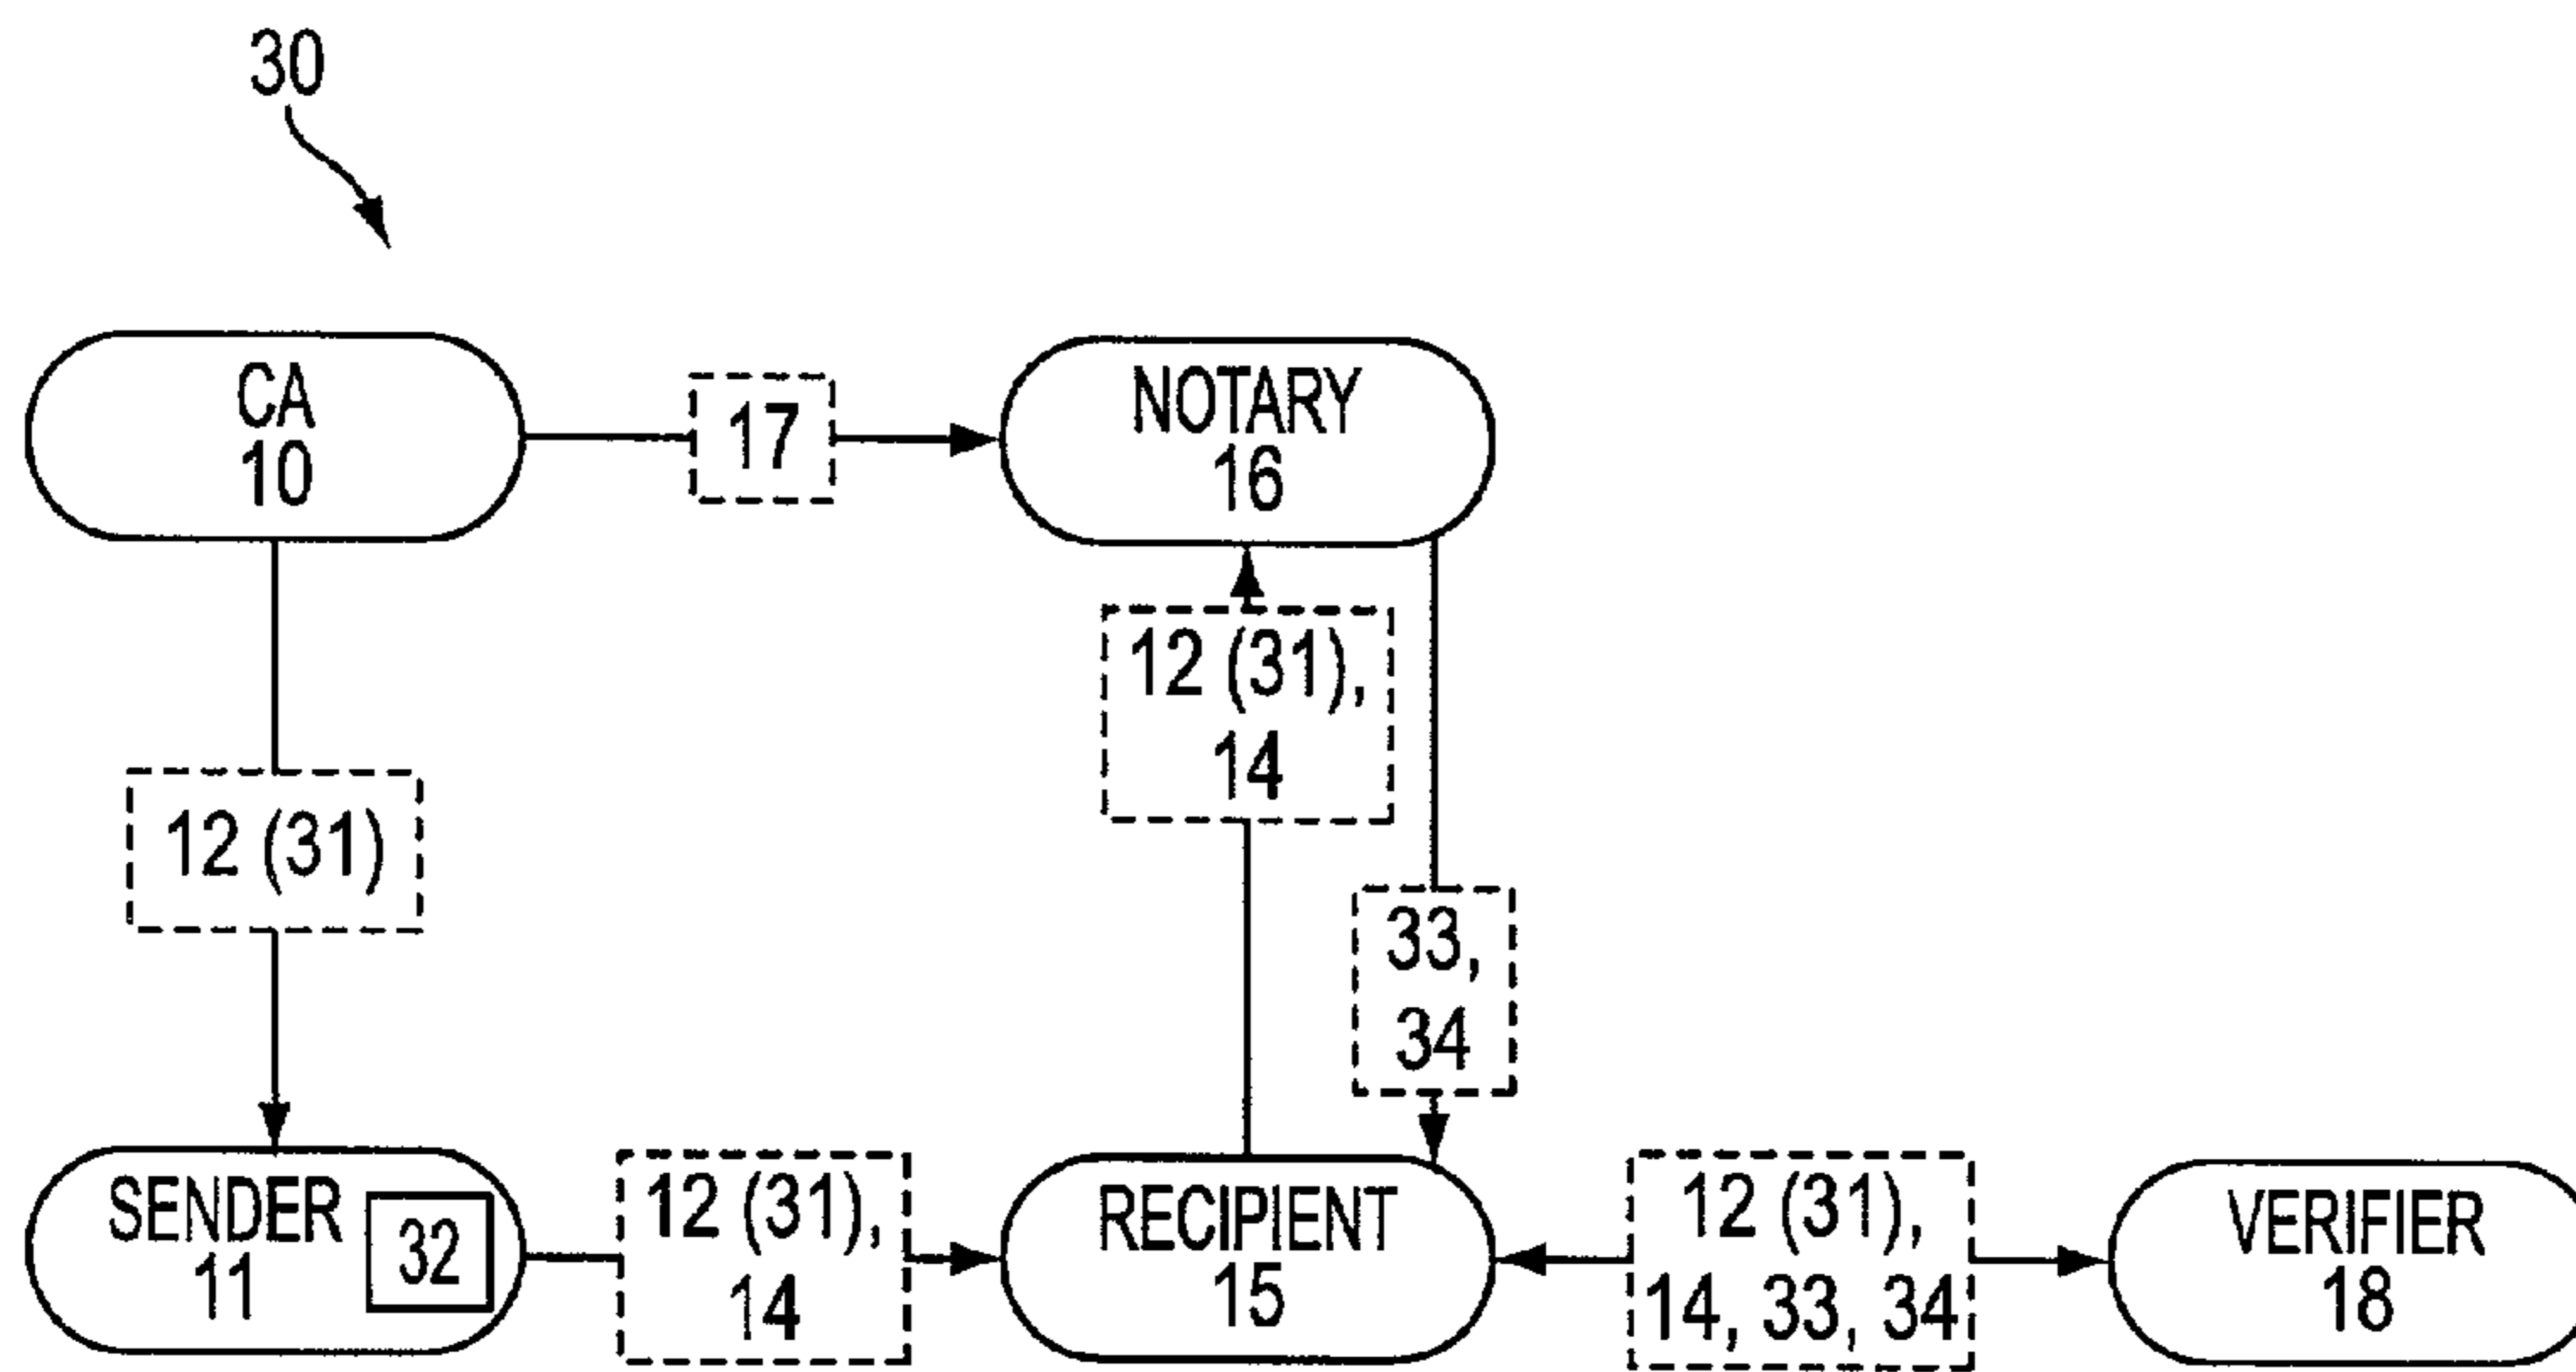 30
CA
10
17
NOTARY
16
12 (31)
12 (31),
14
33,
34
SENDER
11
32
12 (31),
14
RECIPIENT
15
12 (31),
14, 33, 34
VERIFIER
18